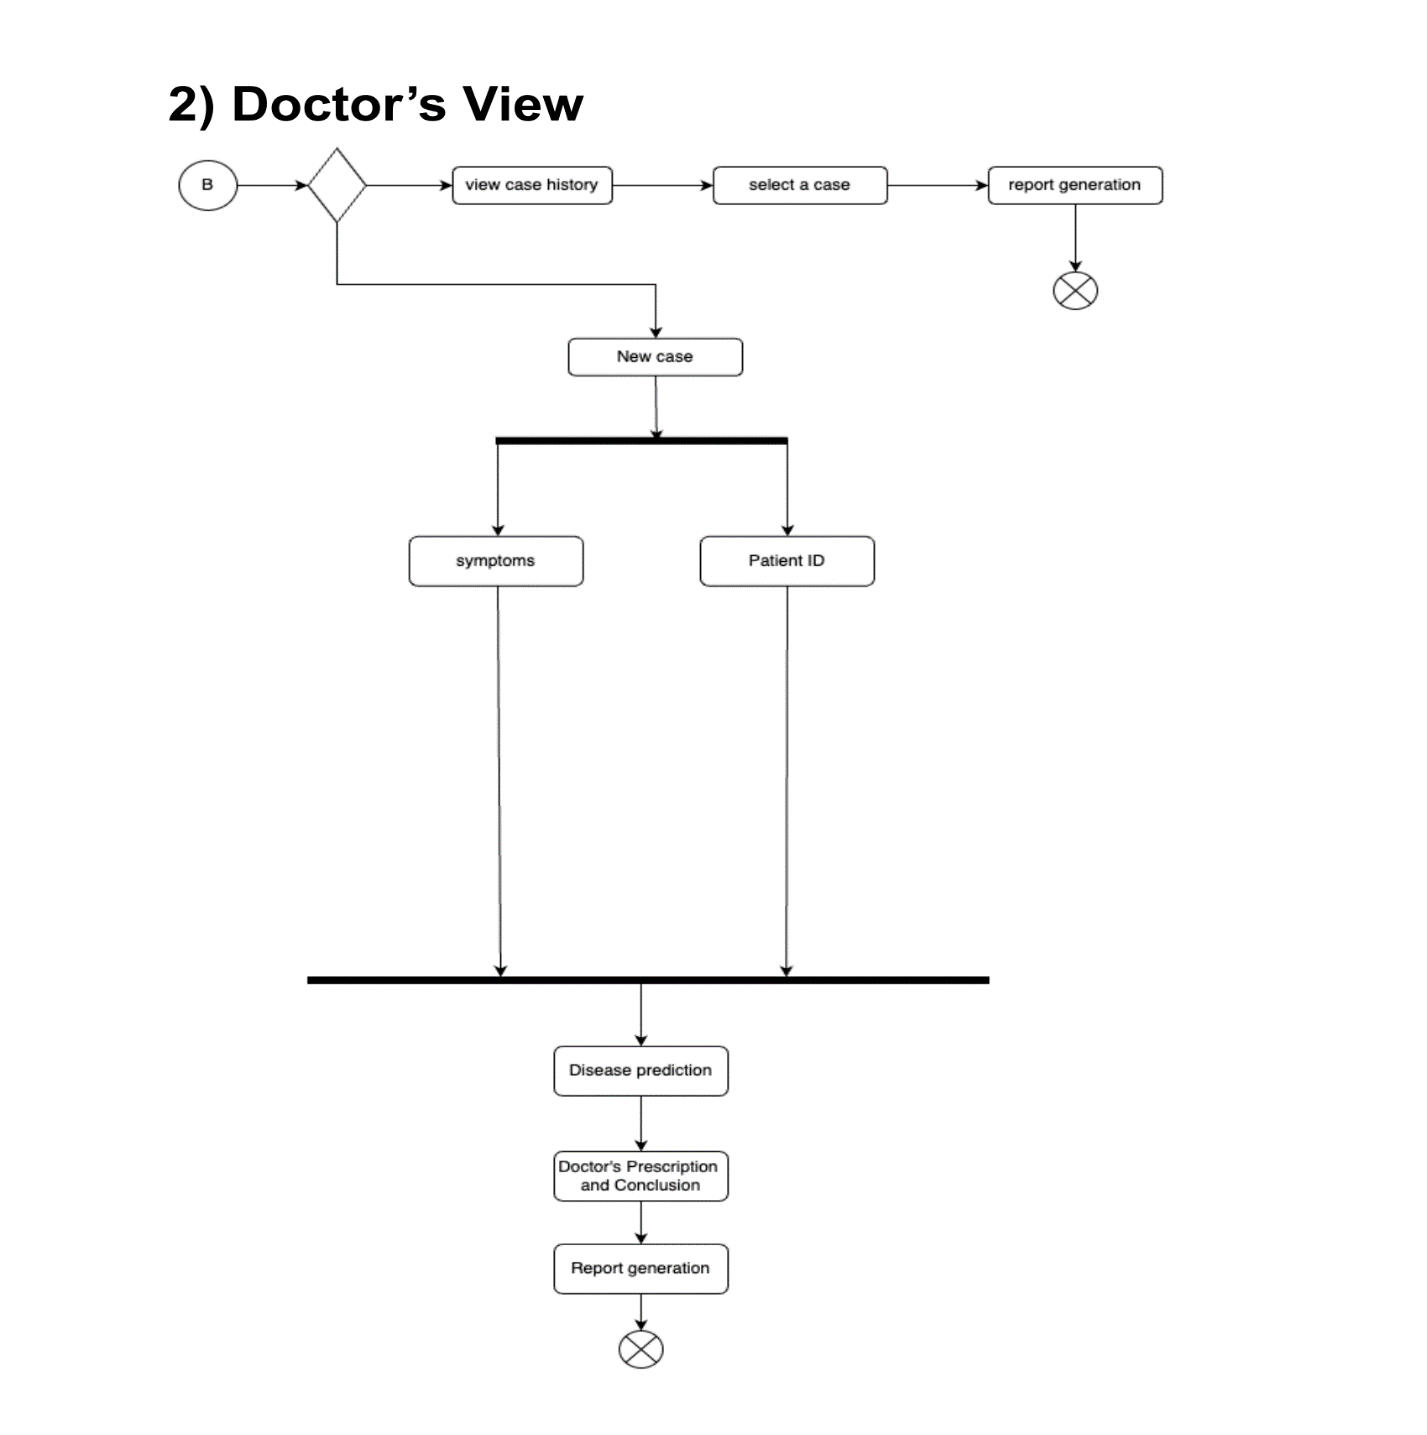 2) Doctor’s View
B
view case history
select a case
report generation
New case
symptoms
Patient ID
Disease prediction
Doctor's Prescription
and Conclusion
Report generation